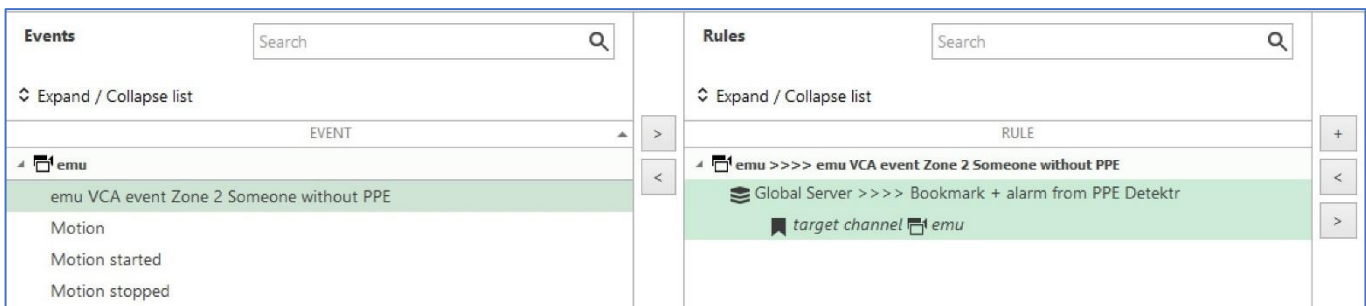 Events
Search
Expand / Collapse list
EVENT
>
<
emu
emu VCA event Zone 2 Someone without PPE
Motion
Motion started
Motion stopped
Rules
Search
Expand / Collapse list
RULE
+
<
>
emu >>>> emu VCA event Zone 2 Someone without PPE
Global Server >>>> Bookmark + alarm from PPE Detektr
target channel emu